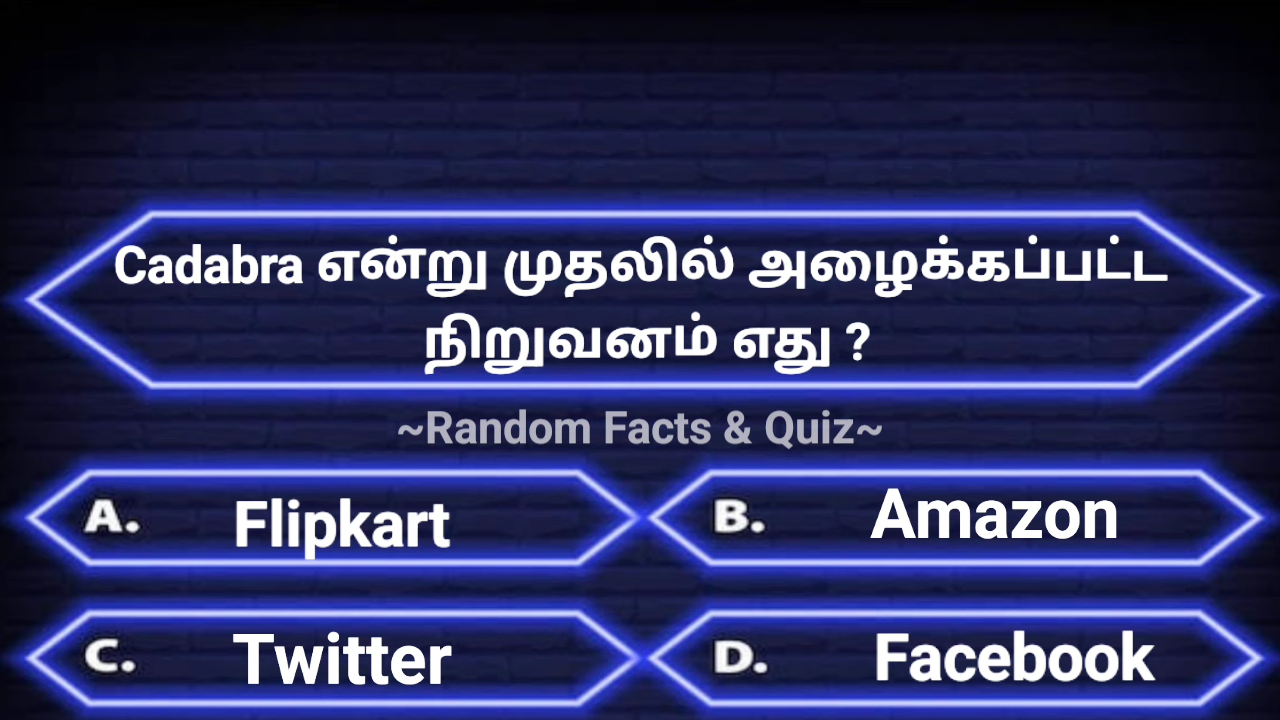 Cadabra என்று முதலில் அழைக்கப்பட்ட
நிறுவனம் எது ?
~Random Facts & Quiz~
A. Flipkart
B. Amazon
C. Twitter
D. Facebook